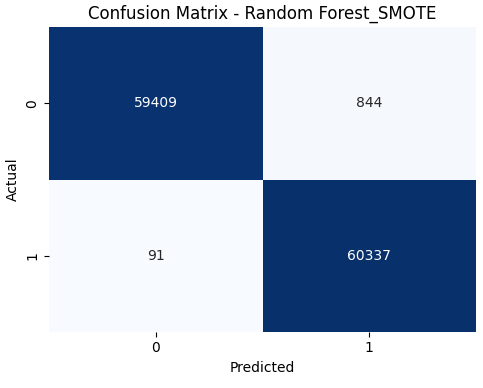 Confusion Matrix - Random Forest_SMOTE
Actual
0
59409
844
1
91
60337
0
1
Predicted